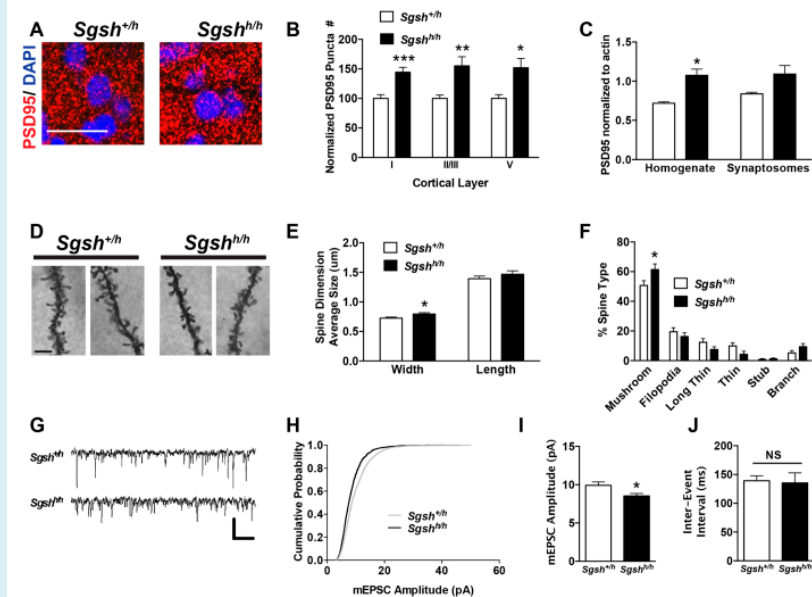 A
Sgsh+/h
Sgshh/h
PSD95/ DAPI
B
Sgsh+/h
Sgshh/h
Normalized PSD95 Puncta #
200
150
100
50
0
***
**
*
I
II/III
V
Cortical Layer
C
PSD95 normalized to actin
1.5
1.0
0.5
0.0
*
Homogenate
Synaptosomes
D
Sgsh+/h
Sgshh/h
E
Sgsh+/h
Sgshh/h
Spine Dimension
Average Size (um)
2.0
1.5
1.0
0.5
0.0
*
Width
Length
F
Sgsh+/h
Sgshh/h
% Spine Type
80
60
40
20
0
*
Mushroom
Filopodia
Long Thin
Thin
Stub
Branch
G
Sgsh+/h
Sgshh/h
H
Cumulative Probability
1.0
0.8
0.6
0.4
0.2
0.0
Sgsh+/h
Sgshh/h
0
20
40
60
mEPSC Amplitude (pA)
I
mEPSC Amplitude (pA)
15
10
5
0
*
Sgsh+/h
Sgshh/h
J
Inter-Event
Interval (ms)
200
150
100
50
0
NS
Sgsh+/h
Sgshh/h